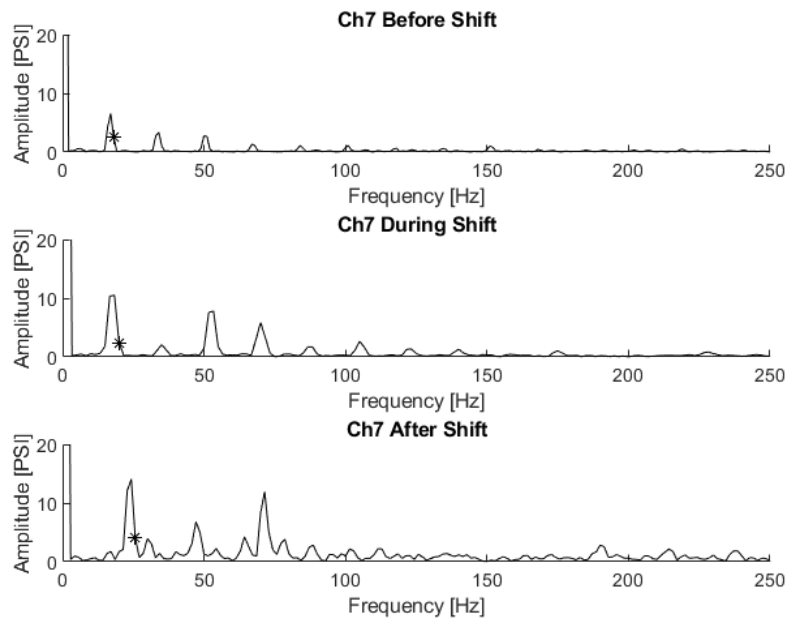 Ch7 Before Shift
Amplitude [PSI]
20
10
0
0 50 100 150 200 250
Frequency [Hz]
Ch7 During Shift
Amplitude [PSI]
20
10
0
0 50 100 150 200 250
Frequency [Hz]
Ch7 After Shift
Amplitude [PSI]
20
10
0
0 50 100 150 200 250
Frequency [Hz]